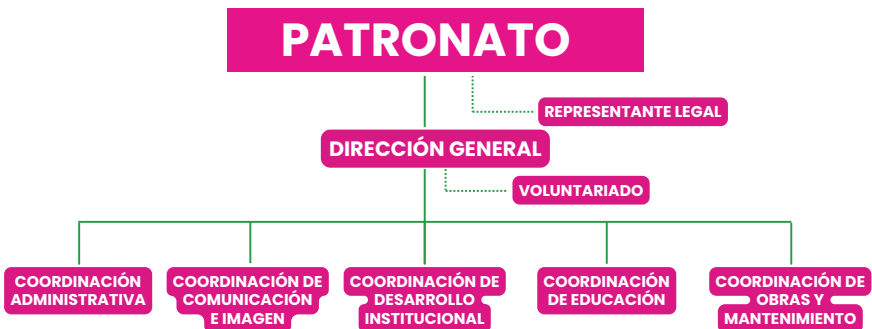 PATRONATO
REPRESENTANTE LEGAL
DIRECCIÓN GENERAL
VOLUNTARIADO
COORDINACIÓN
ADMINISTRATIVA
COORDINACIÓN DE
COMUNICACIÓN
E IMAGEN
COORDINACIÓN DE
DESARROLLO
INSTITUCIONAL
COORDINACIÓN
DE EDUCACIÓN
COORDINACIÓN DE
OBRAS Y
MANTENIMIENTO